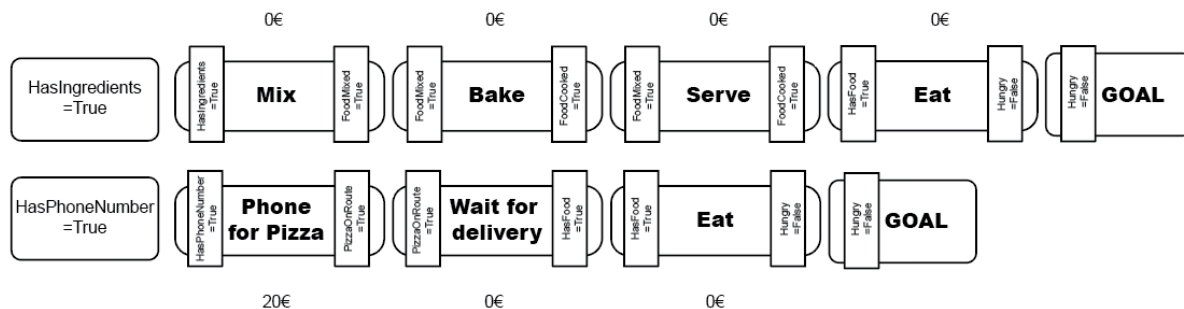 0€ 0€ 0€ 0€
HasIngredients
=True
HasIngredients
=True
Mix
FoodMixed
=True
FoodMixed
=True
Bake
FoodCooked
=True
FoodMixed
=True
Serve
FoodCooked
=True
HasFood
=True
Eat
Hungry
=False
Hungry
=False
GOAL
HasPhoneNumber
=True
HasPhoneNumber
=True
Phone
for Pizza
PizzaOnRoute
=True
PizzaOnRoute
=True
Wait for
delivery
HasFood
=True
HasFood
=True
Eat
Hungry
=False
Hungry
=False
GOAL
20€ 0€ 0€